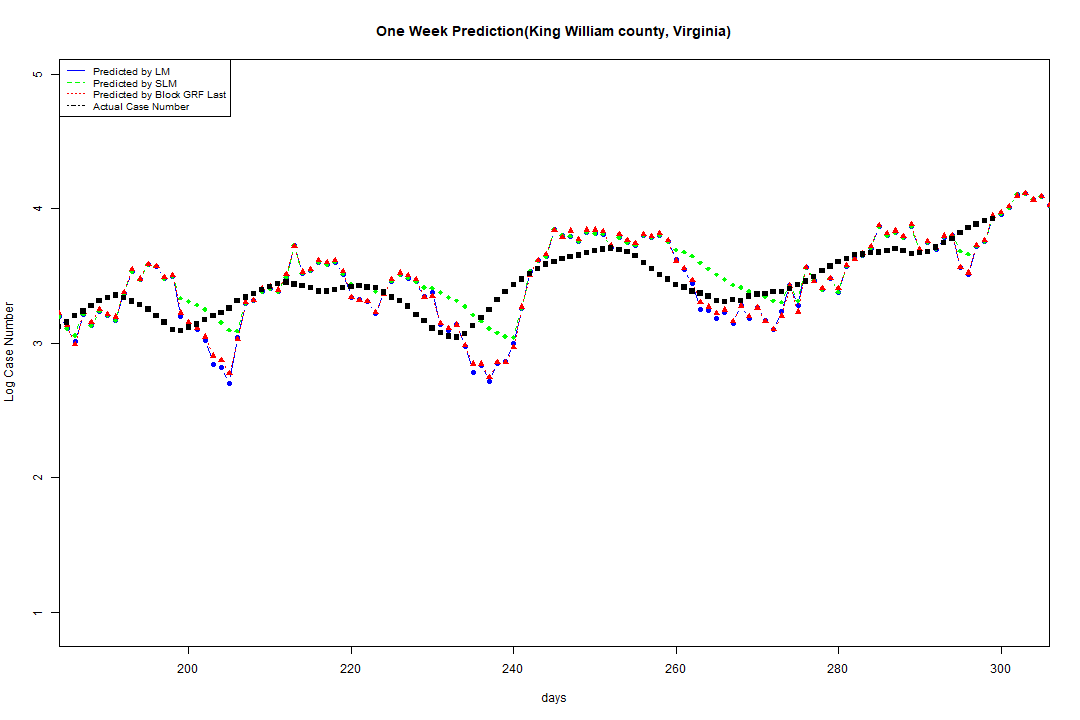 One Week Prediction(King William county, Virginia)
Predicted by LM
Predicted by SLM
Predicted by Block GRF Last
Actual Case Number
5
4
3
2
1
Log Case Number
200 220 240 260 280 300
days